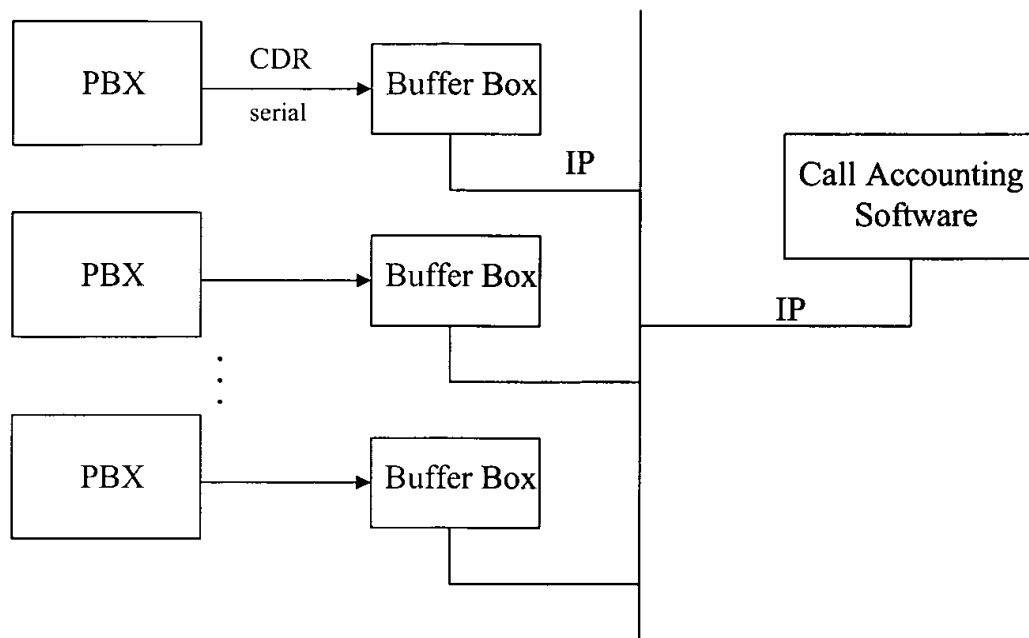 PBX
CDR
serial
Buffer Box
IP
Call Accounting
Software
PBX
Buffer Box
IP
PBX
Buffer Box